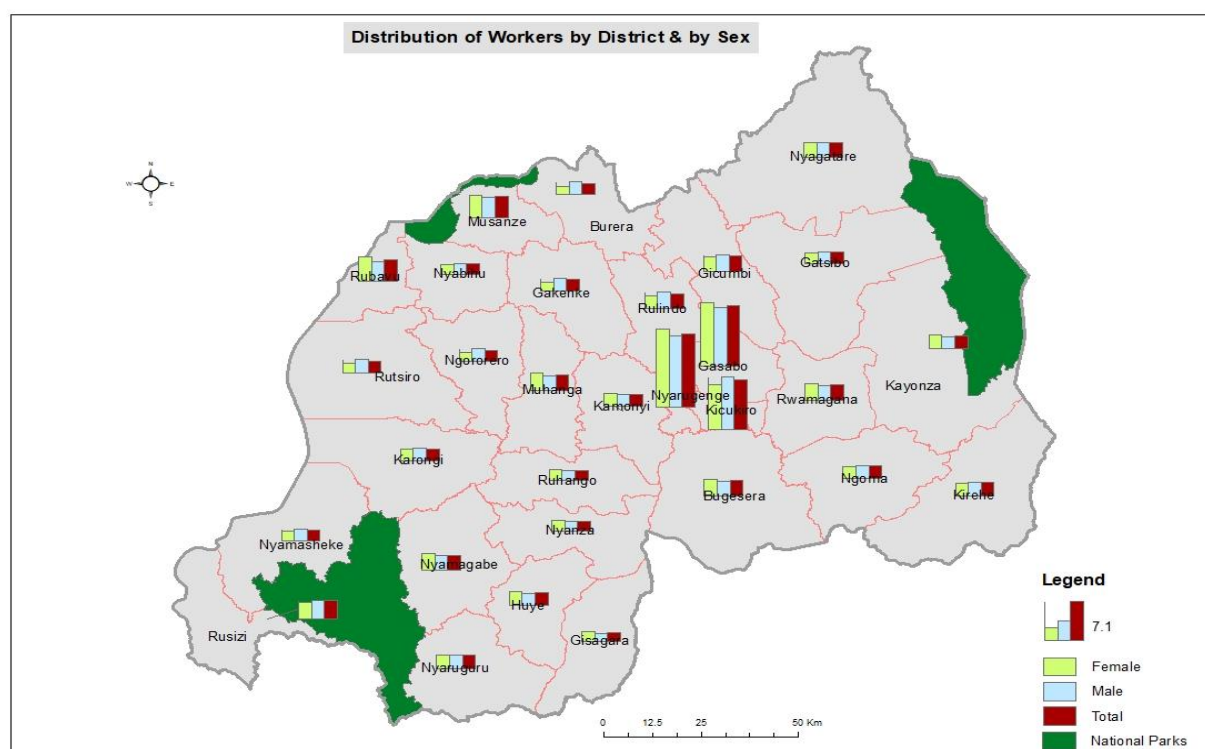 Distribution of Workers by District & by Sex
N
W E
S
Nyagatare
Musanze
Burera
Rubavu
Nyabihu
Gicumbi
Gatsibo
Gakenke
Rulindo
Rutsiro
Ngororero
Gasabo
Muhanga
Kamonyi
Nyarugenge
Kicukiro
Rwamagana
Kayonza
Karongi
Ruhango
Bugesera
Ngoma
Kirehe
Nyamasheke
Nyanza
Nyamagabe
Huye
Rusizi
Gisagara
Nyaruguru
Legend
7.1
Female
Male
Total
National Parks
0 12.5 25 50 Km